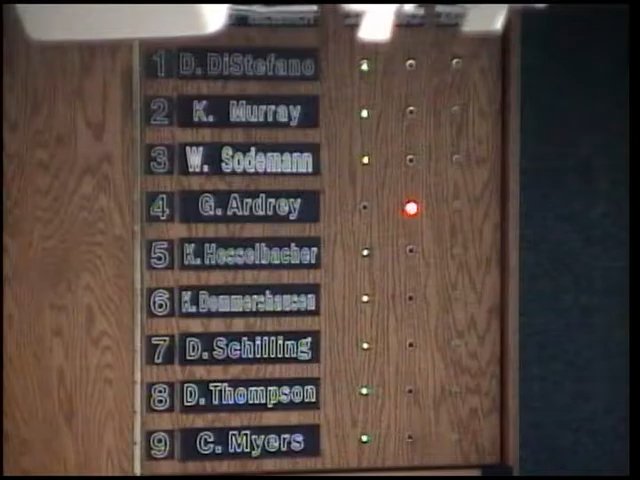 1 D. DiStefano
2 K. Murray
3 W. Sodemann
4 G. Ardrey
5 K. Hesselbacher
6 K. Dommershausen
7 D. Schilling
8 D. Thompson
9 C. Myers